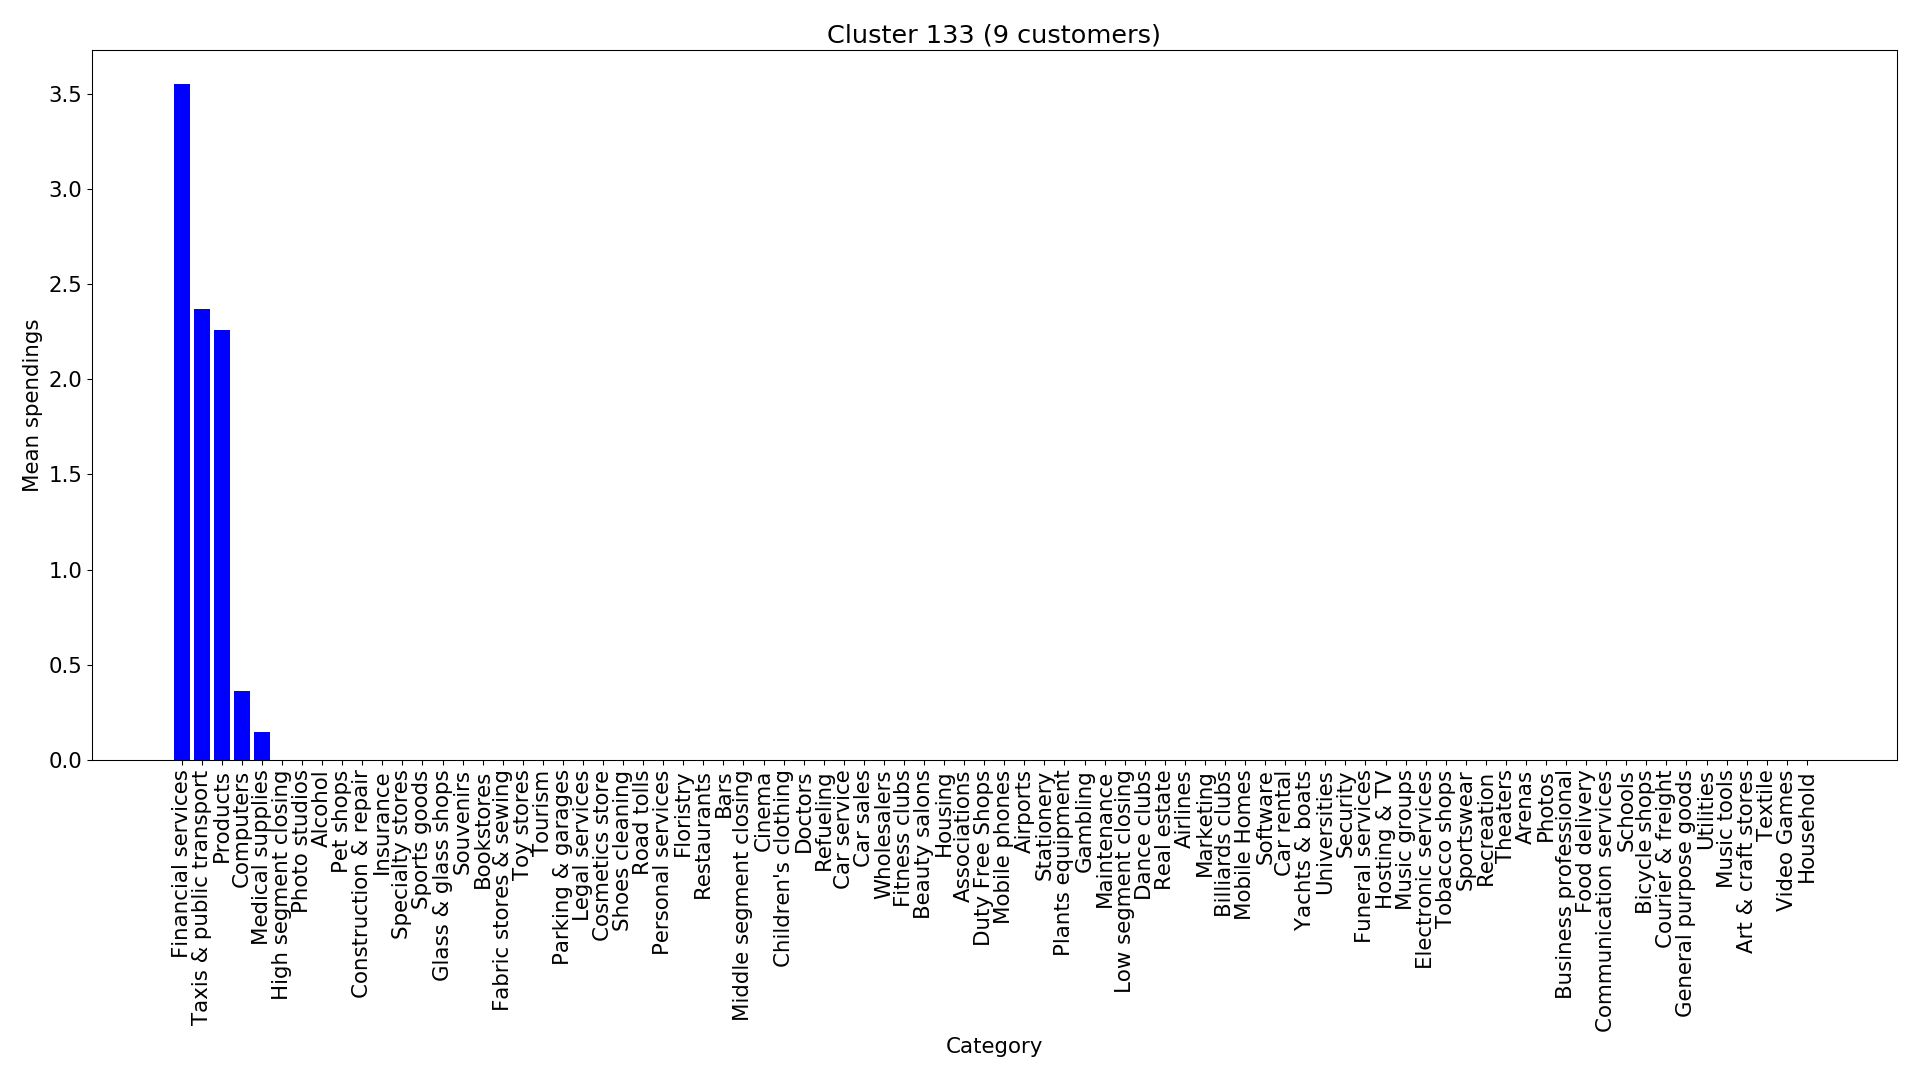 Cluster 133 (9 customers)
Mean spendings
3.5
3.0
2.5
2.0
1.5
1.0
0.5
0.0
Financial services
Taxis & public transport
Products
Computers
Medical supplies
High segment closing
Photo studios
Alcohol
Pet shops
Construction & repair
Insurance
Specialty stores
Sports goods
Glass & glass shops
Souvenirs
Bookstores
Fabric stores & sewing
Toy stores
Tourism
Parking & garages
Legal services
Cosmetics store
Shoes cleaning
Road tolls
Personal services
Floristry
Restaurants
Bars
Middle segment closing
Cinema
Children's clothing
Doctors
Refueling
Car service
Car sales
Wholesalers
Fitness clubs
Beauty salons
Housing
Associations
Duty Free Shops
Mobile phones
Airports
Stationery
Plants equipment
Gambling
Maintenance
Low segment closing
Dance clubs
Real estate
Airlines
Marketing
Billiards clubs
Mobile Homes
Software
Car rental
Yachts & boats
Universities
Security
Funeral services
Hosting & TV
Music groups
Electronic services
Tobacco shops
Sportswear
Recreation
Theaters
Arenas
Photos
Business professional
Food delivery
Communication services
Schools
Bicycle shops
Courier & freight
General purpose goods
Utilities
Music tools
Art & craft stores
Textile
Video Games
Household
Category